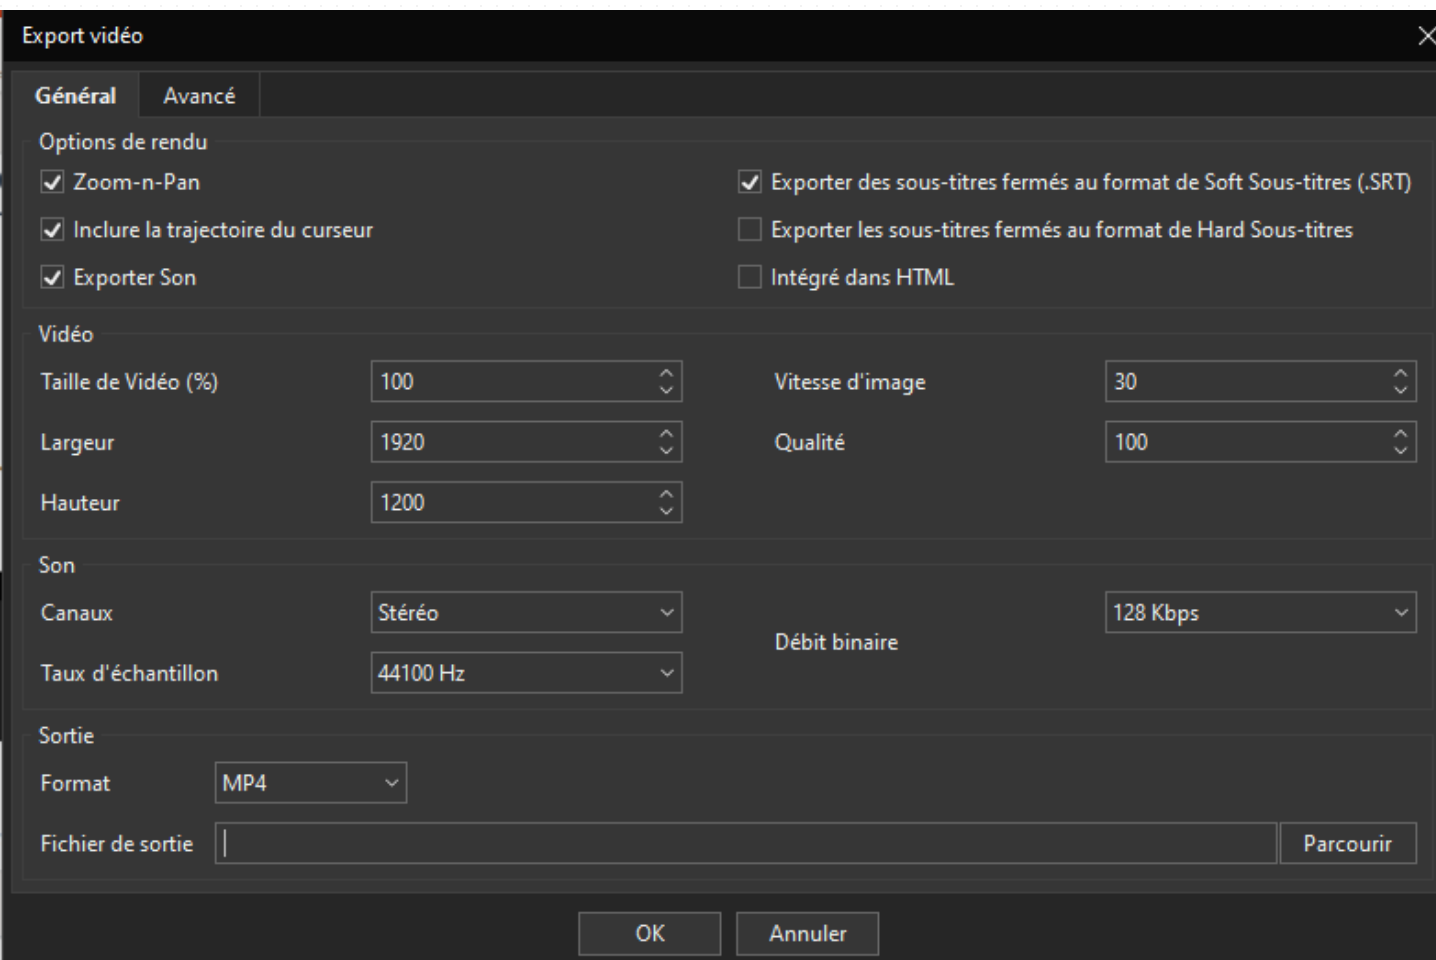 Export vidéo
Général
Avancé
Options de rendu
Zoom-n-Pan
Exporter des sous-titres fermés au format de Soft Sous-titres (.SRT)
Inclure la trajectoire du curseur
Exporter les sous-titres fermés au format de Hard Sous-titres
Exporter Son
Intégré dans HTML
Vidéo
Taille de Vidéo (%)
100
Vitesse d'image
30
Largeur
1920
Qualité
100
Hauteur
1200
Son
Canaux
Stéréo
Débit binaire
128 Kbps
Taux d'échantillon
44100 Hz
Sortie
Format
MP4
Fichier de sortie
Parcourir
OK
Annuler